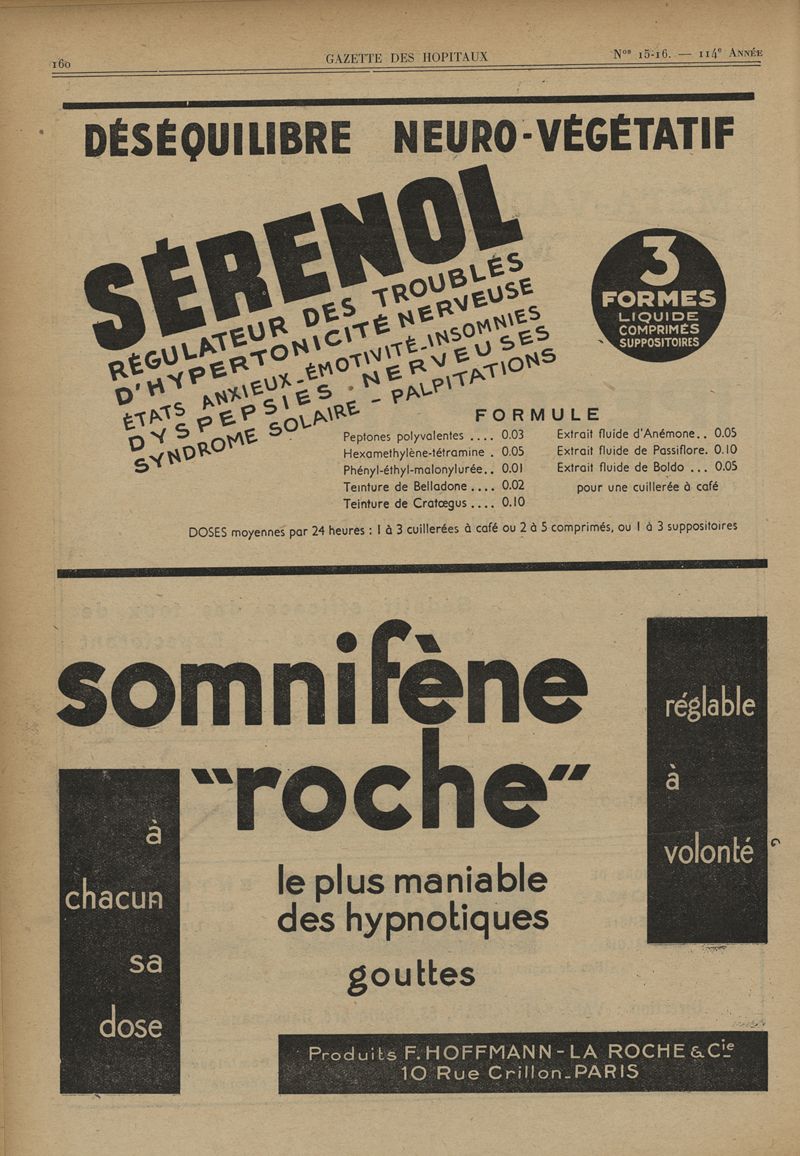 160
GAZETTE DES HOPITAUX
Nos 15-16. — 114e ANNÉE
DÉSÉQUILIBRE NEURO-VÉGÉTATIF
SÉRENOL
RÉGULATEUR DES TROUBLÉS
D'HYPERTONICITÉ NERVEUSE
ÉTATS ANXIEUX_ÉMOTIVITÉ_INSOMNIES
DYSPEPSIES . NERVEUSES
SYNDROME SOLAIRE - PALPITATIONS
3
FORMES
LIQUIDE
COMPRIMÉS
SUPPOSITOIRES
FORMULE
Peptones polyvalentes .... 0.03
Hexamethylène-tétramine . 0.05
Phényl-éthyl-malonylurée.. 0.01
Teinture de Belladone .... 0.02
Teinture de Cratœgus .... 0.10
Extrait fluide d'Anémone.. 0.05
Extrait fluide de Passiflore. 0.10
Extrait fluide de Boldo ... 0.05
pour une cuillerée à café
DOSES moyennes par 24 heures : 1 à 3 cuillerées à café ou 2 à 5 comprimés, ou 1 à 3 suppositoires
somnifène
"roche"
réglable
à
volonté
à
chacun
sa
dose
le plus maniable
des hypnotiques
gouttes
Produits F. HOFFMANN-LA ROCHE & Cie
10 Rue Crillon_PARIS